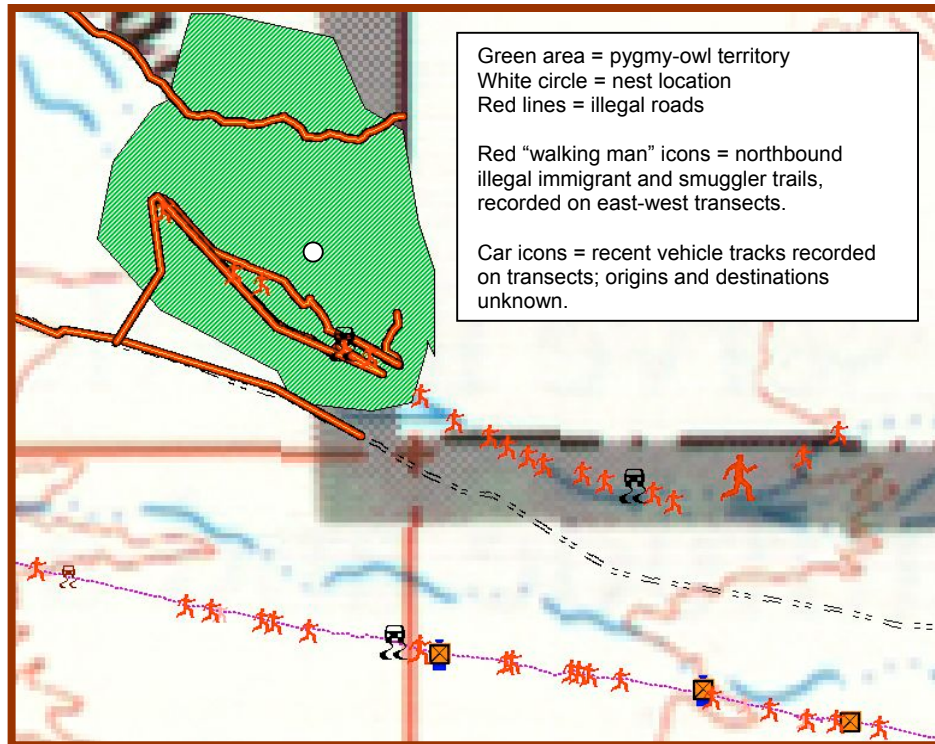 Green area = pygmy-owl territory
White circle = nest location
Red lines = illegal roads
Red “walking man” icons = northbound
illegal immigrant and smuggler trails,
recorded on east-west transects.
Car icons = recent vehicle tracks recorded
on transects; origins and destinations
unknown.